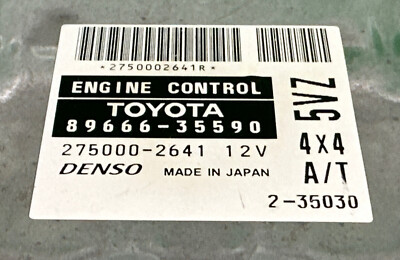 *2750002641R*
ENGINE CONTROL
TOYOTA
89666-35590
275000-2641 12V
DENSO MADE IN JAPAN
5VZ
4X4
A/T
2-35030